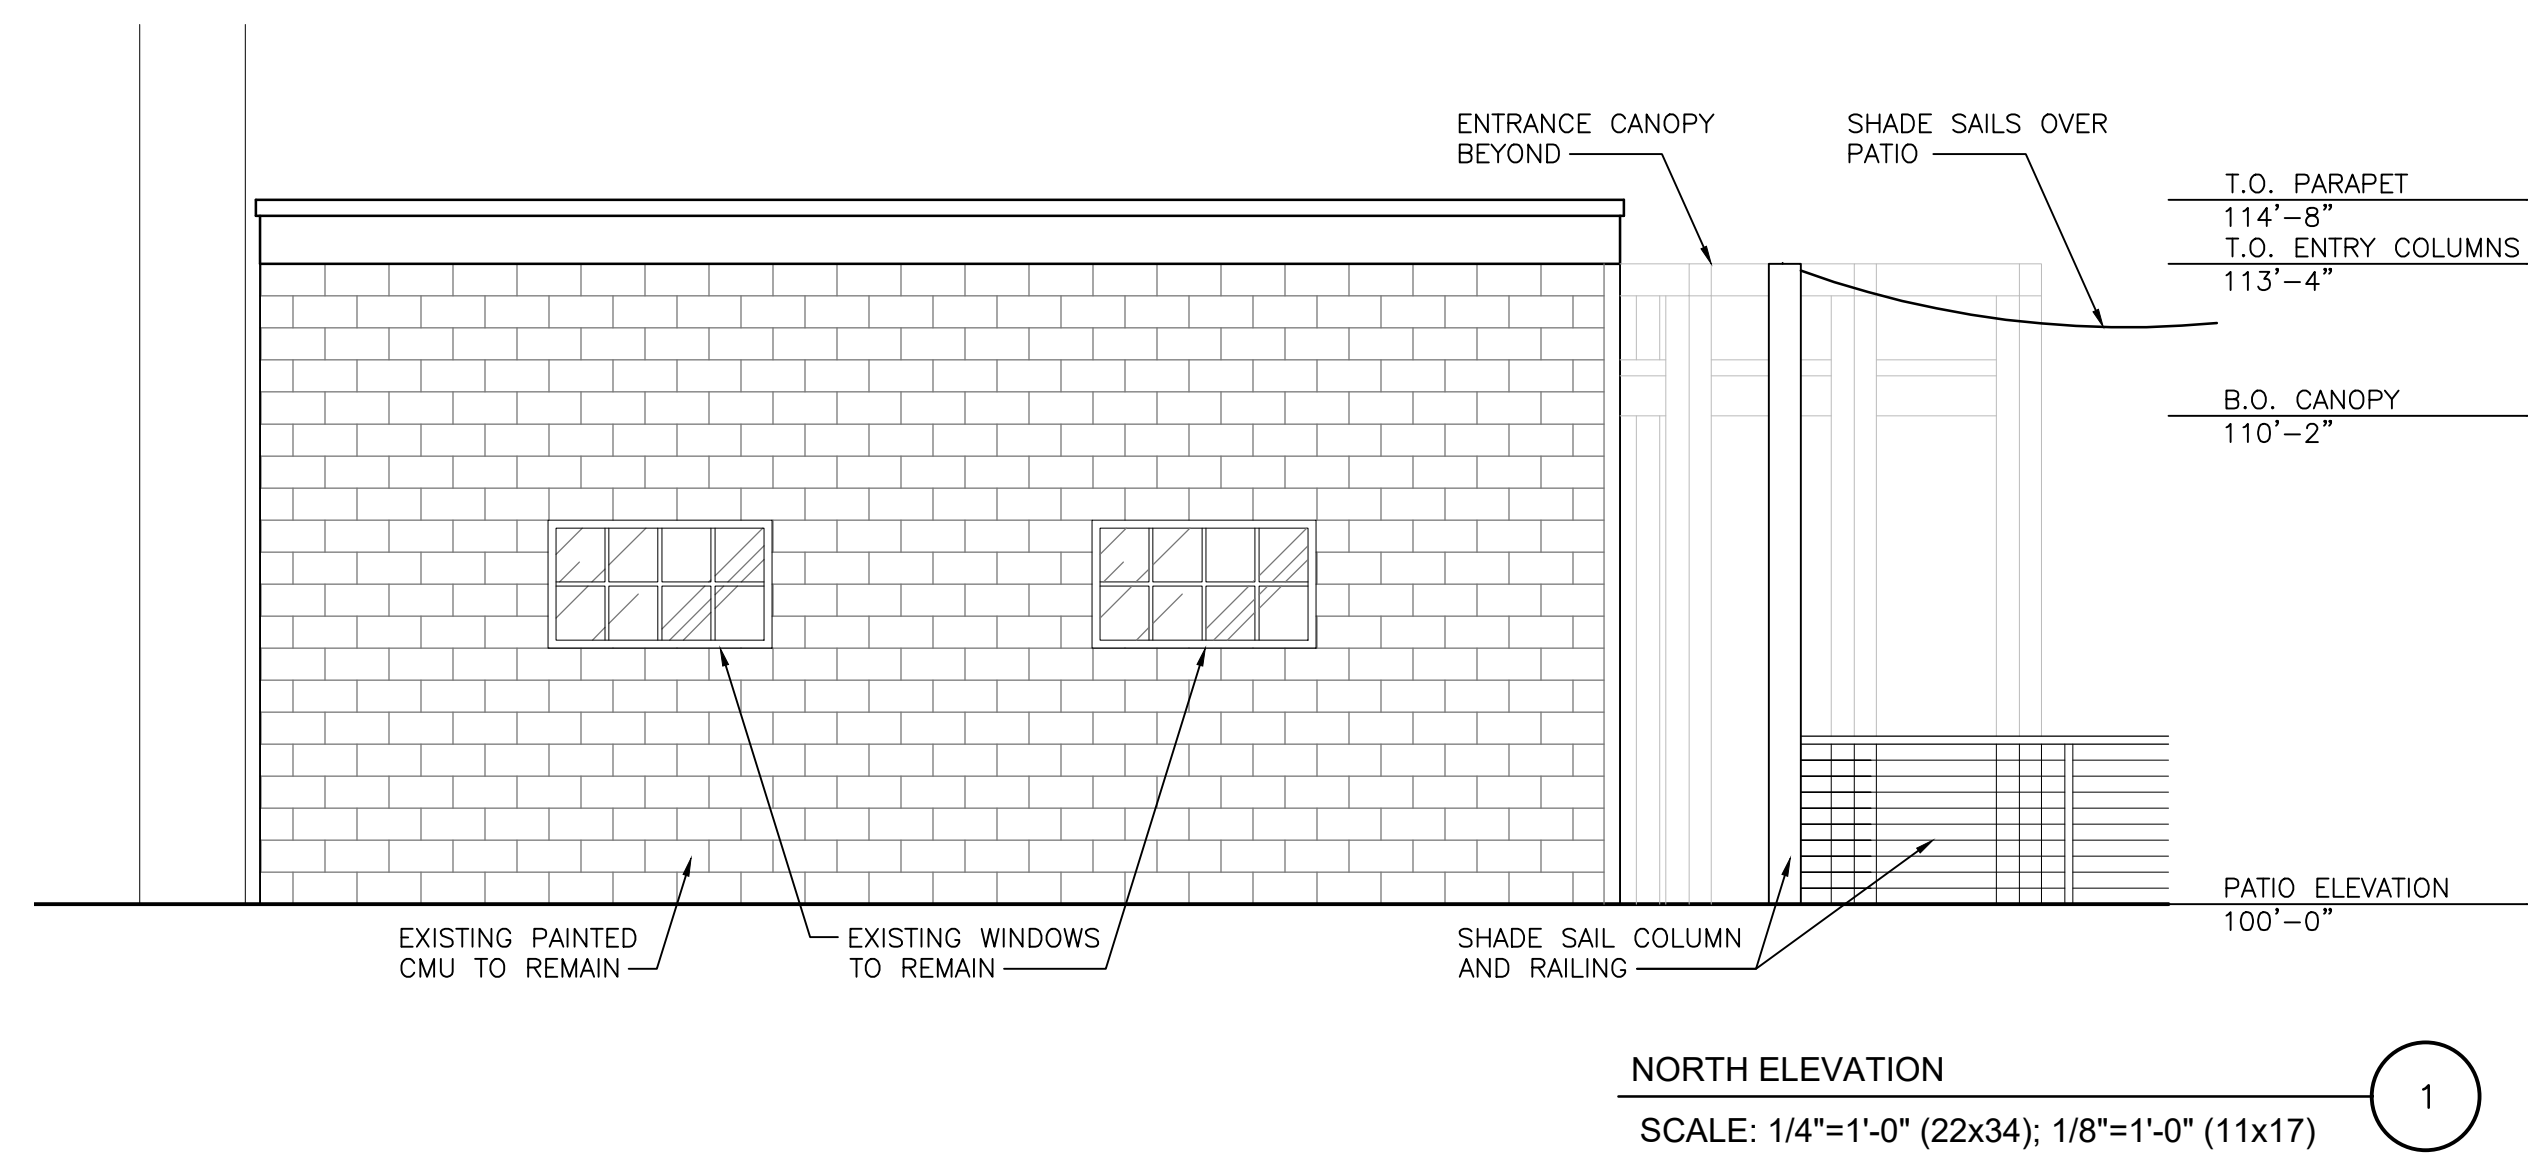 ENTRANCE CANOPY
BEYOND
SHADE SAILS OVER
PATIO
T.O. PARAPET
114'-8"
T.O. ENTRY COLUMNS
113'-4"
B.O. CANOPY
110'-2"
PATIO ELEVATION
100'-0"
EXISTING PAINTED
CMU TO REMAIN
EXISTING WINDOWS
TO REMAIN
SHADE SAIL COLUMN
AND RAILING
NORTH ELEVATION
1
SCALE: 1/4"=1'-0" (22x34); 1/8"=1'-0" (11x17)